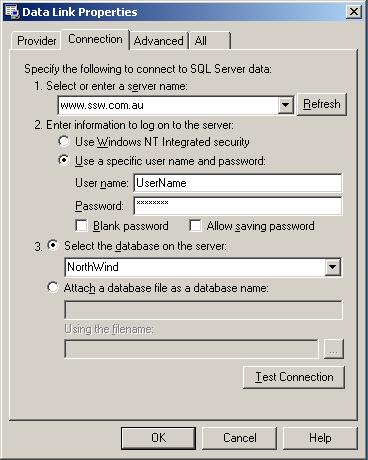 Data Link Properties
Provider Connection Advanced All
Specify the following to connect to SQL Server data:
1. Select or enter a server name:
www.ssw.com.au Refresh
2. Enter information to log on to the server:
Use Windows NT Integrated security
Use a specific user name and password:
User name: UserName
Password: ********
Blank password Allow saving password
3. Select the database on the server:
NorthWind
Attach a database file as a database name:
Using the filename:
...
Test Connection
OK Cancel Help